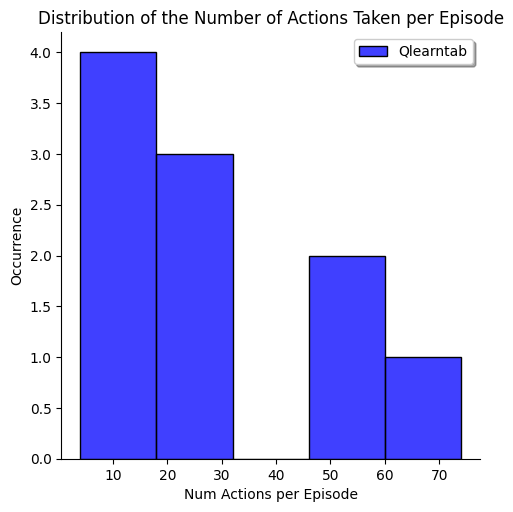 Distribution of the Number of Actions Taken per Episode
Qlearntab
4.0
3.5
3.0
2.5
2.0
1.5
1.0
0.5
0.0
Occurrence
10 20 30 40 50 60 70
Num Actions per Episode